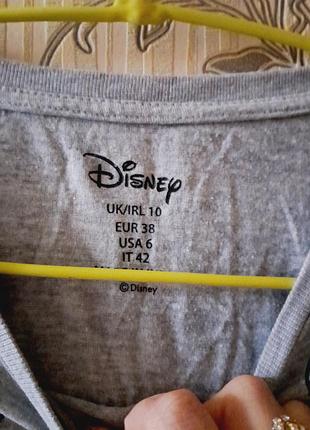 Disney
UK/IRL 10
EUR 38
USA 6
IT 42
©Disney